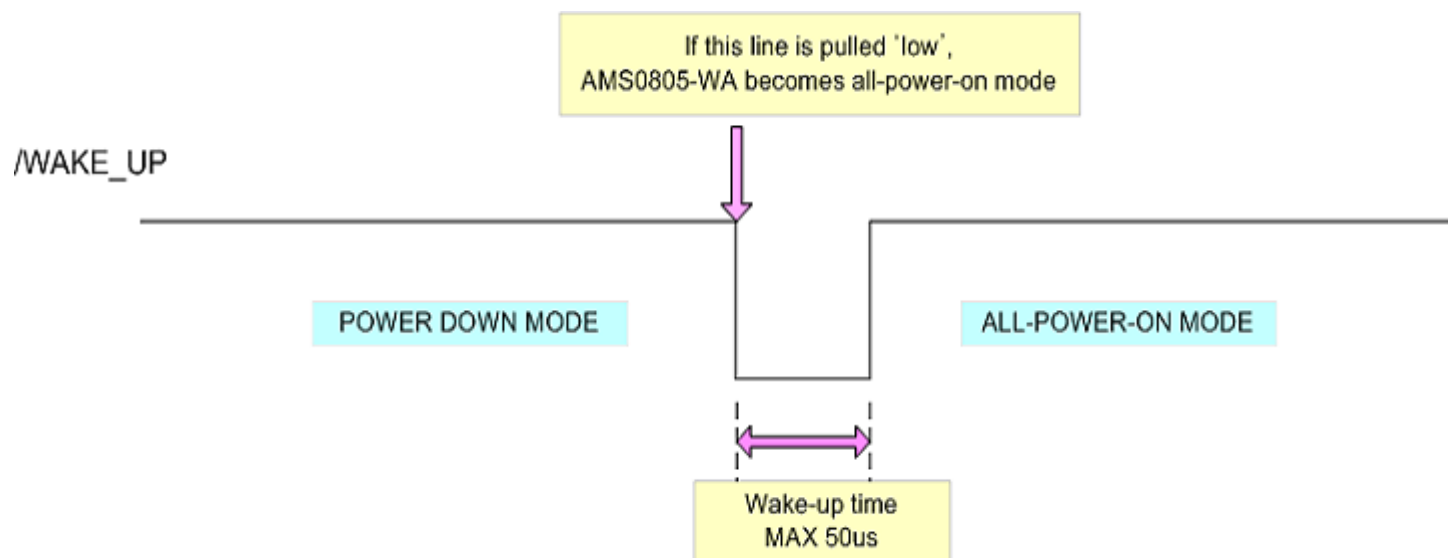 If this line is pulled `low`,
AMS0805-WA becomes all-power-on mode
/WAKE_UP
POWER DOWN MODE
ALL-POWER-ON MODE
Wake-up time
MAX 50us